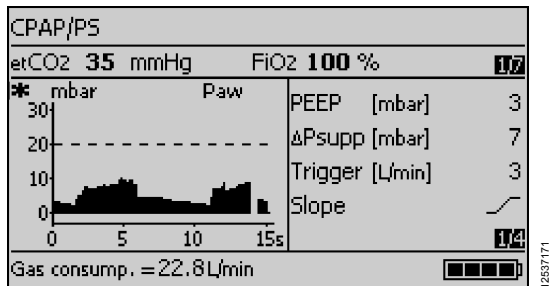 CPAP/PS
etCO2 35 mmHg FiO2 100 % 1/7
* mbar Paw
30
20
10
0
0 5 10 15s
PEEP [mbar] 3
ΔPsupp [mbar] 7
Trigger [L/min] 3
Slope
1/4
Gas consump. = 22.8 L/min
12537171